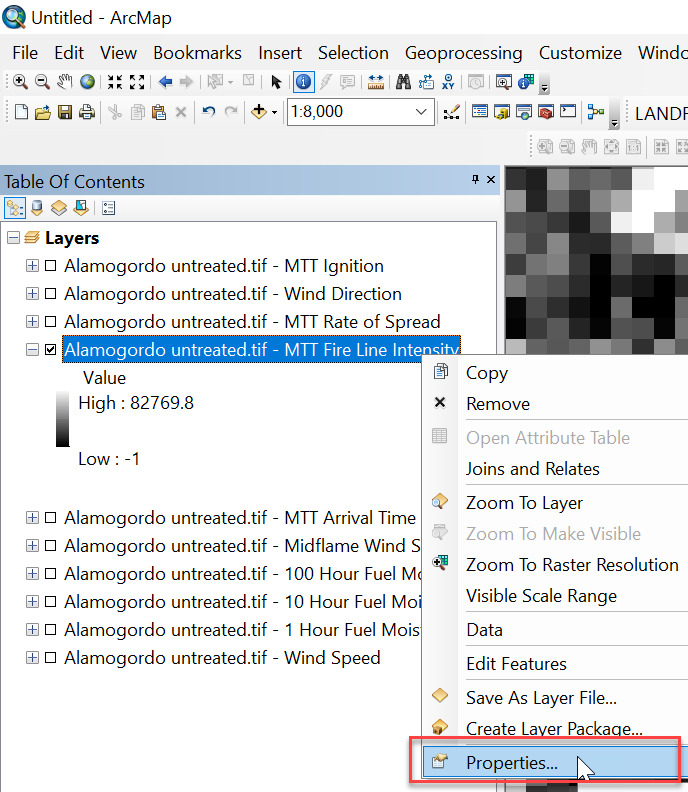 Untitled - ArcMap
File Edit View Bookmarks Insert Selection Geoprocessing Customize Windo
XY
1:8,000
LANDF
1:1
Table Of Contents
Layers
Alamogordo untreated.tif - MTT Ignition
Alamogordo untreated.tif - Wind Direction
Alamogordo untreated.tif - MTT Rate of Spread
Alamogordo untreated.tif - MTT Fire Line Intensity
Value
High : 82769.8
Low : -1
Alamogordo untreated.tif - MTT Arrival Time
Alamogordo untreated.tif - Midflame Wind S
Alamogordo untreated.tif - 100 Hour Fuel Mo
Alamogordo untreated.tif - 10 Hour Fuel Moi
Alamogordo untreated.tif - 1 Hour Fuel Moist
Alamogordo untreated.tif - Wind Speed
Copy
Remove
Open Attribute Table
Joins and Relates
Zoom To Layer
Zoom To Make Visible
Zoom To Raster Resolution
Visible Scale Range
Data
Edit Features
Save As Layer File...
Create Layer Package...
Properties...